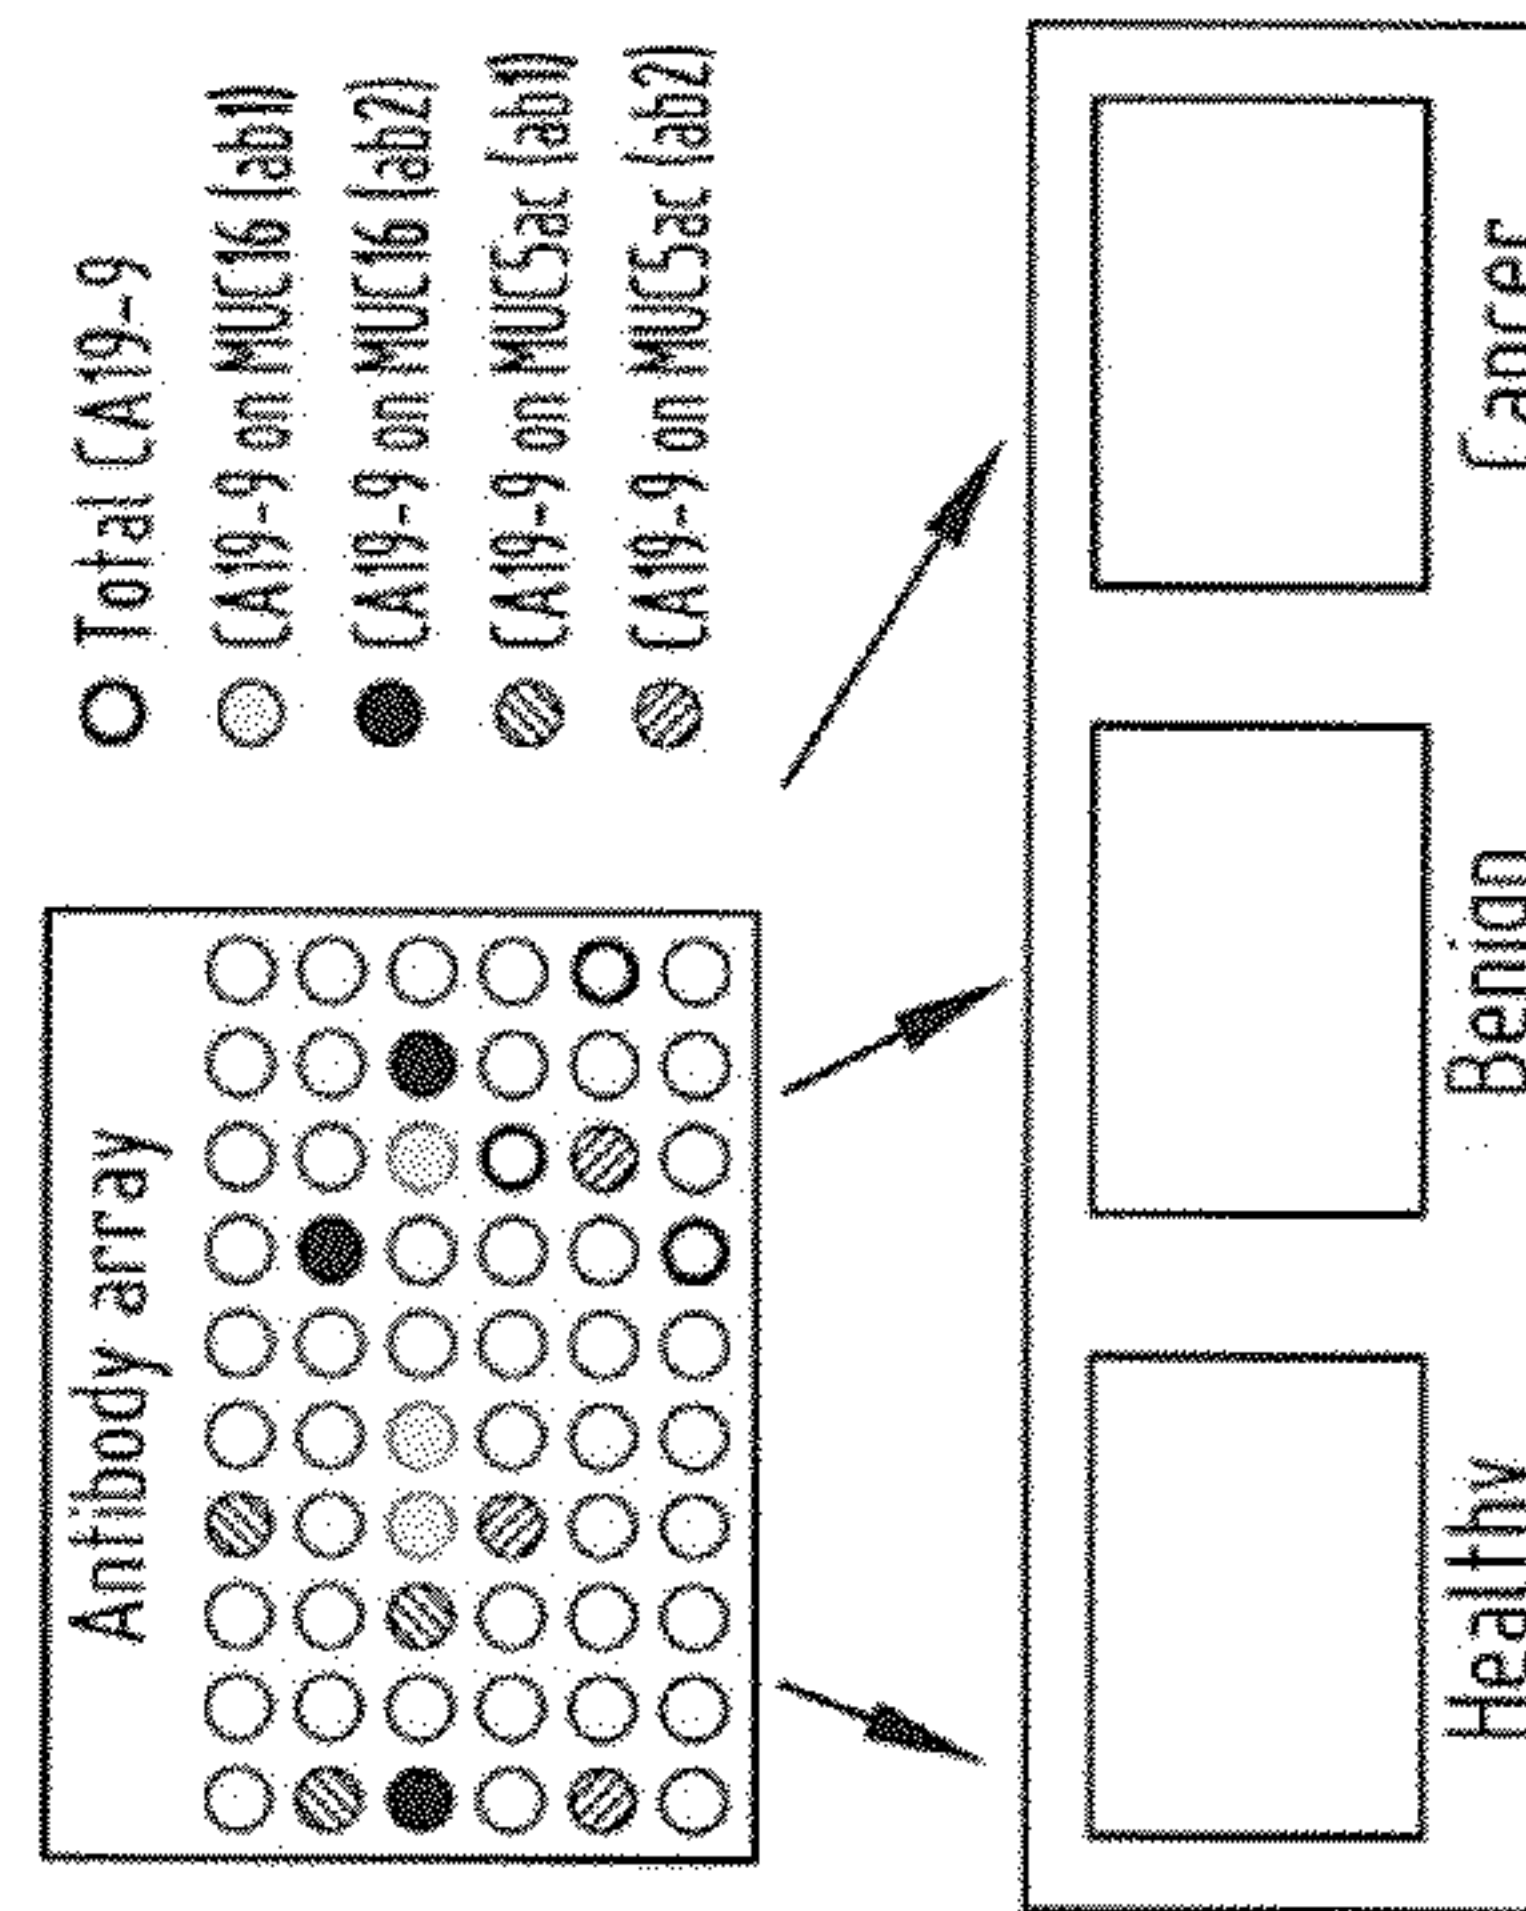 Antibody array
Total CA19-9
CA19-9 on MUC16 (ab1)
CA19-9 on MUC16 (ab2)
CA19-9 on MUC5ac (ab1)
CA19-9 on MUC5ac (ab2)
Healthy
Benign
Cancer